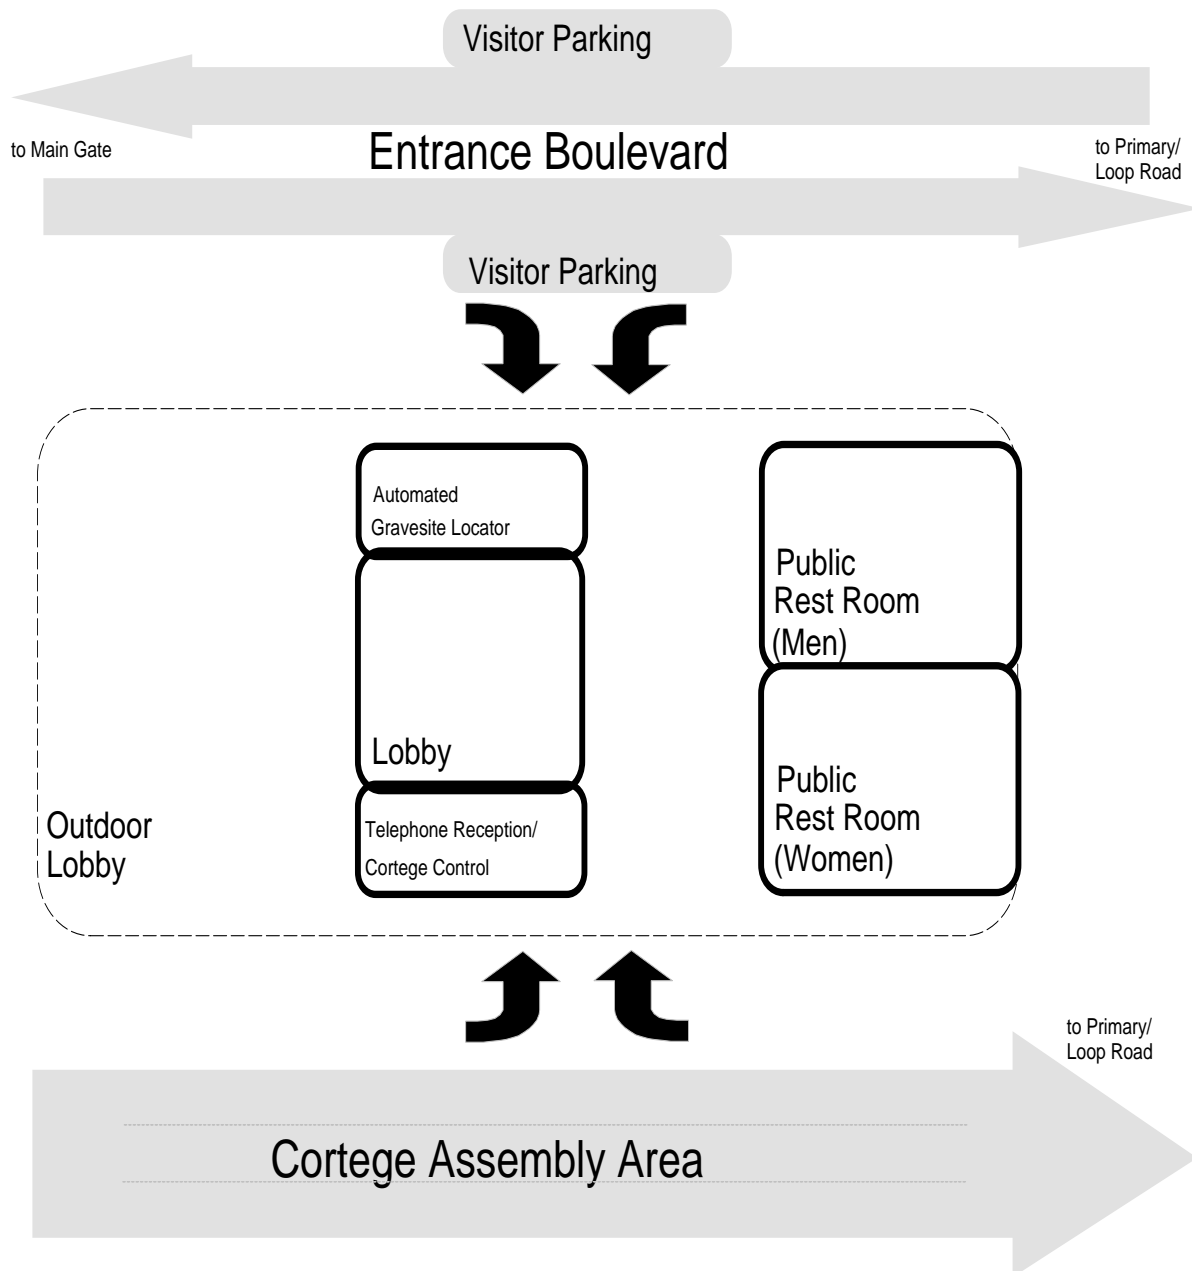 Visitor Parking
to Main Gate
Entrance Boulevard
to Primary/
Loop Road
Visitor Parking
Automated
Gravesite Locator
Public
Rest Room
(Men)
Lobby
Outdoor
Lobby
Telephone Reception/
Cortege Control
Public
Rest Room
(Women)
to Primary/
Loop Road
Cortege Assembly Area